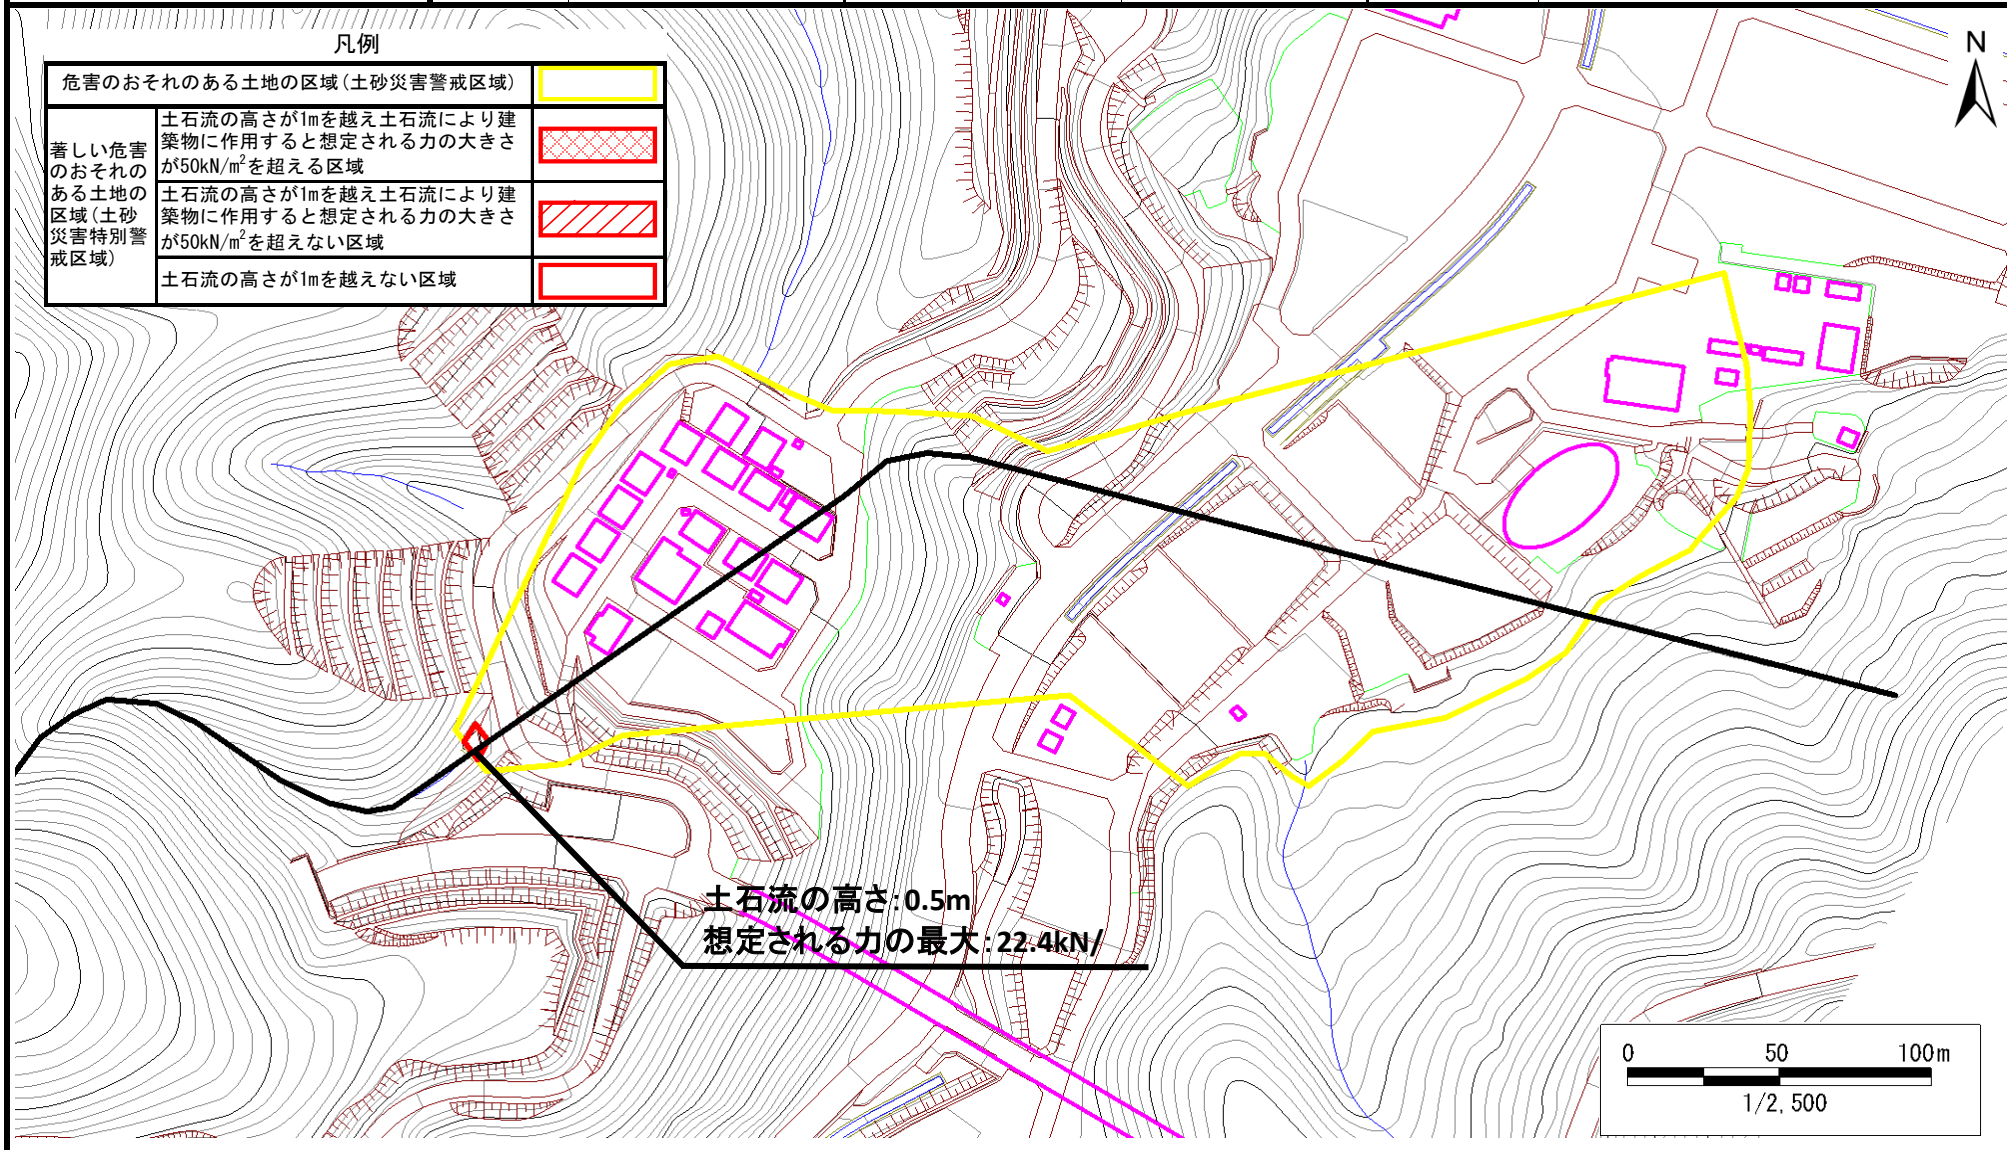 凡例
危害のおそれのある土地の区域(土砂災害警戒区域)
著しい危害
のおそれの
ある土地の
区域(土砂
災害特別警
戒区域)
土石流の高さが1mを越え土石流により建
築物に作用すると想定される力の大きさ
が50kN/m²を超える区域
土石流の高さが1mを越え土石流により建
築物に作用すると想定される力の大きさ
が50kN/m²を超えない区域
土石流の高さが1mを越えない区域
N
土石流の高さ:0.5m
想定される力の最大:22.4kN/
0 50 100m
1/2,500